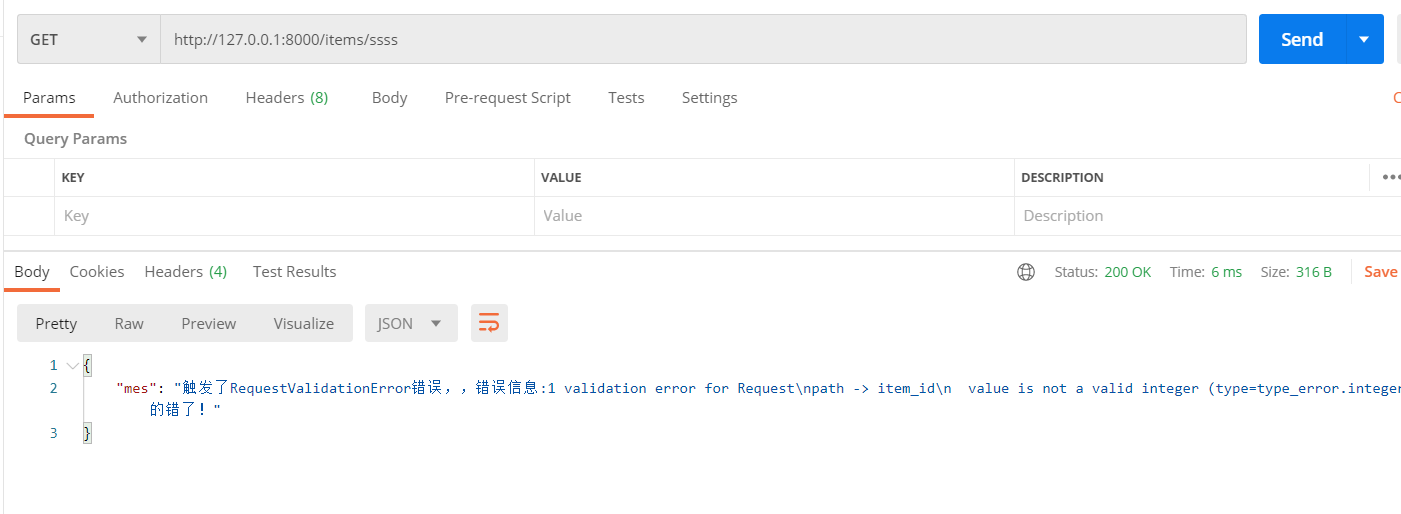 GET http://127.0.0.1:8000/items/ssss Send
Params Authorization Headers (8) Body Pre-request Script Tests Settings
Query Params
KEY VALUE DESCRIPTION •••
Key Value Description
Body Cookies Headers (4) Test Results Status: 200 OK Time: 6 ms Size: 316 B Save
Pretty Raw Preview Visualize JSON
1 {
2 "mes": "触发了RequestValidationError错误,,错误信息:1 validation error for Request\npath -> item_id\n  value is not a valid integer (type=type_error.integer
的错了!"
3 }